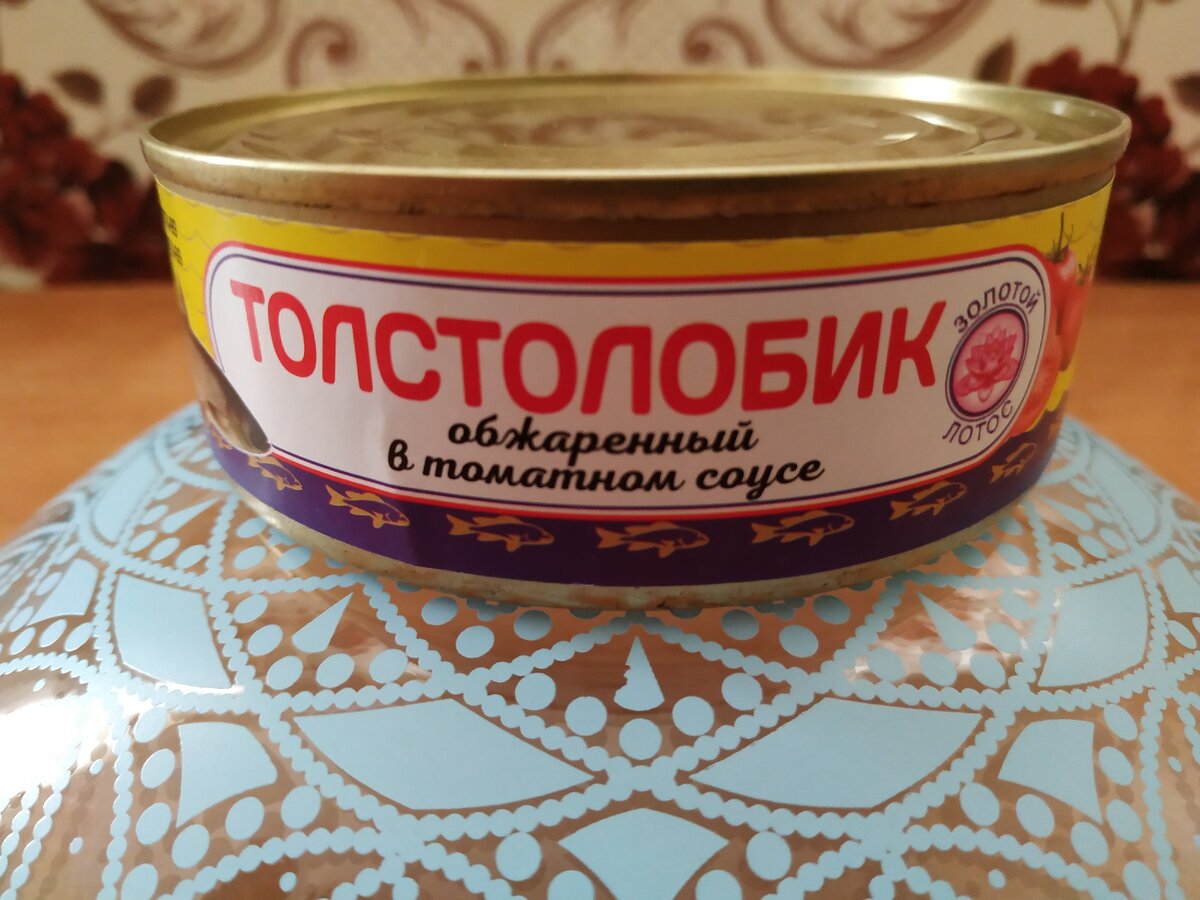 ТОЛСТОЛОБИК
обжаренный
в томатном соусе
ЗОЛОТОЙ
ЛОТОС